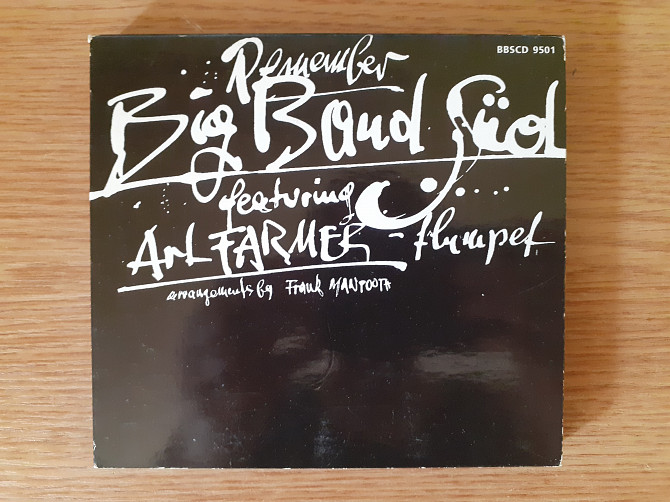 BBSCD 9501
Remember
Big Band Süd
featuring
Art FARMER - flumpet
arrangements by Frank MANTOOTH